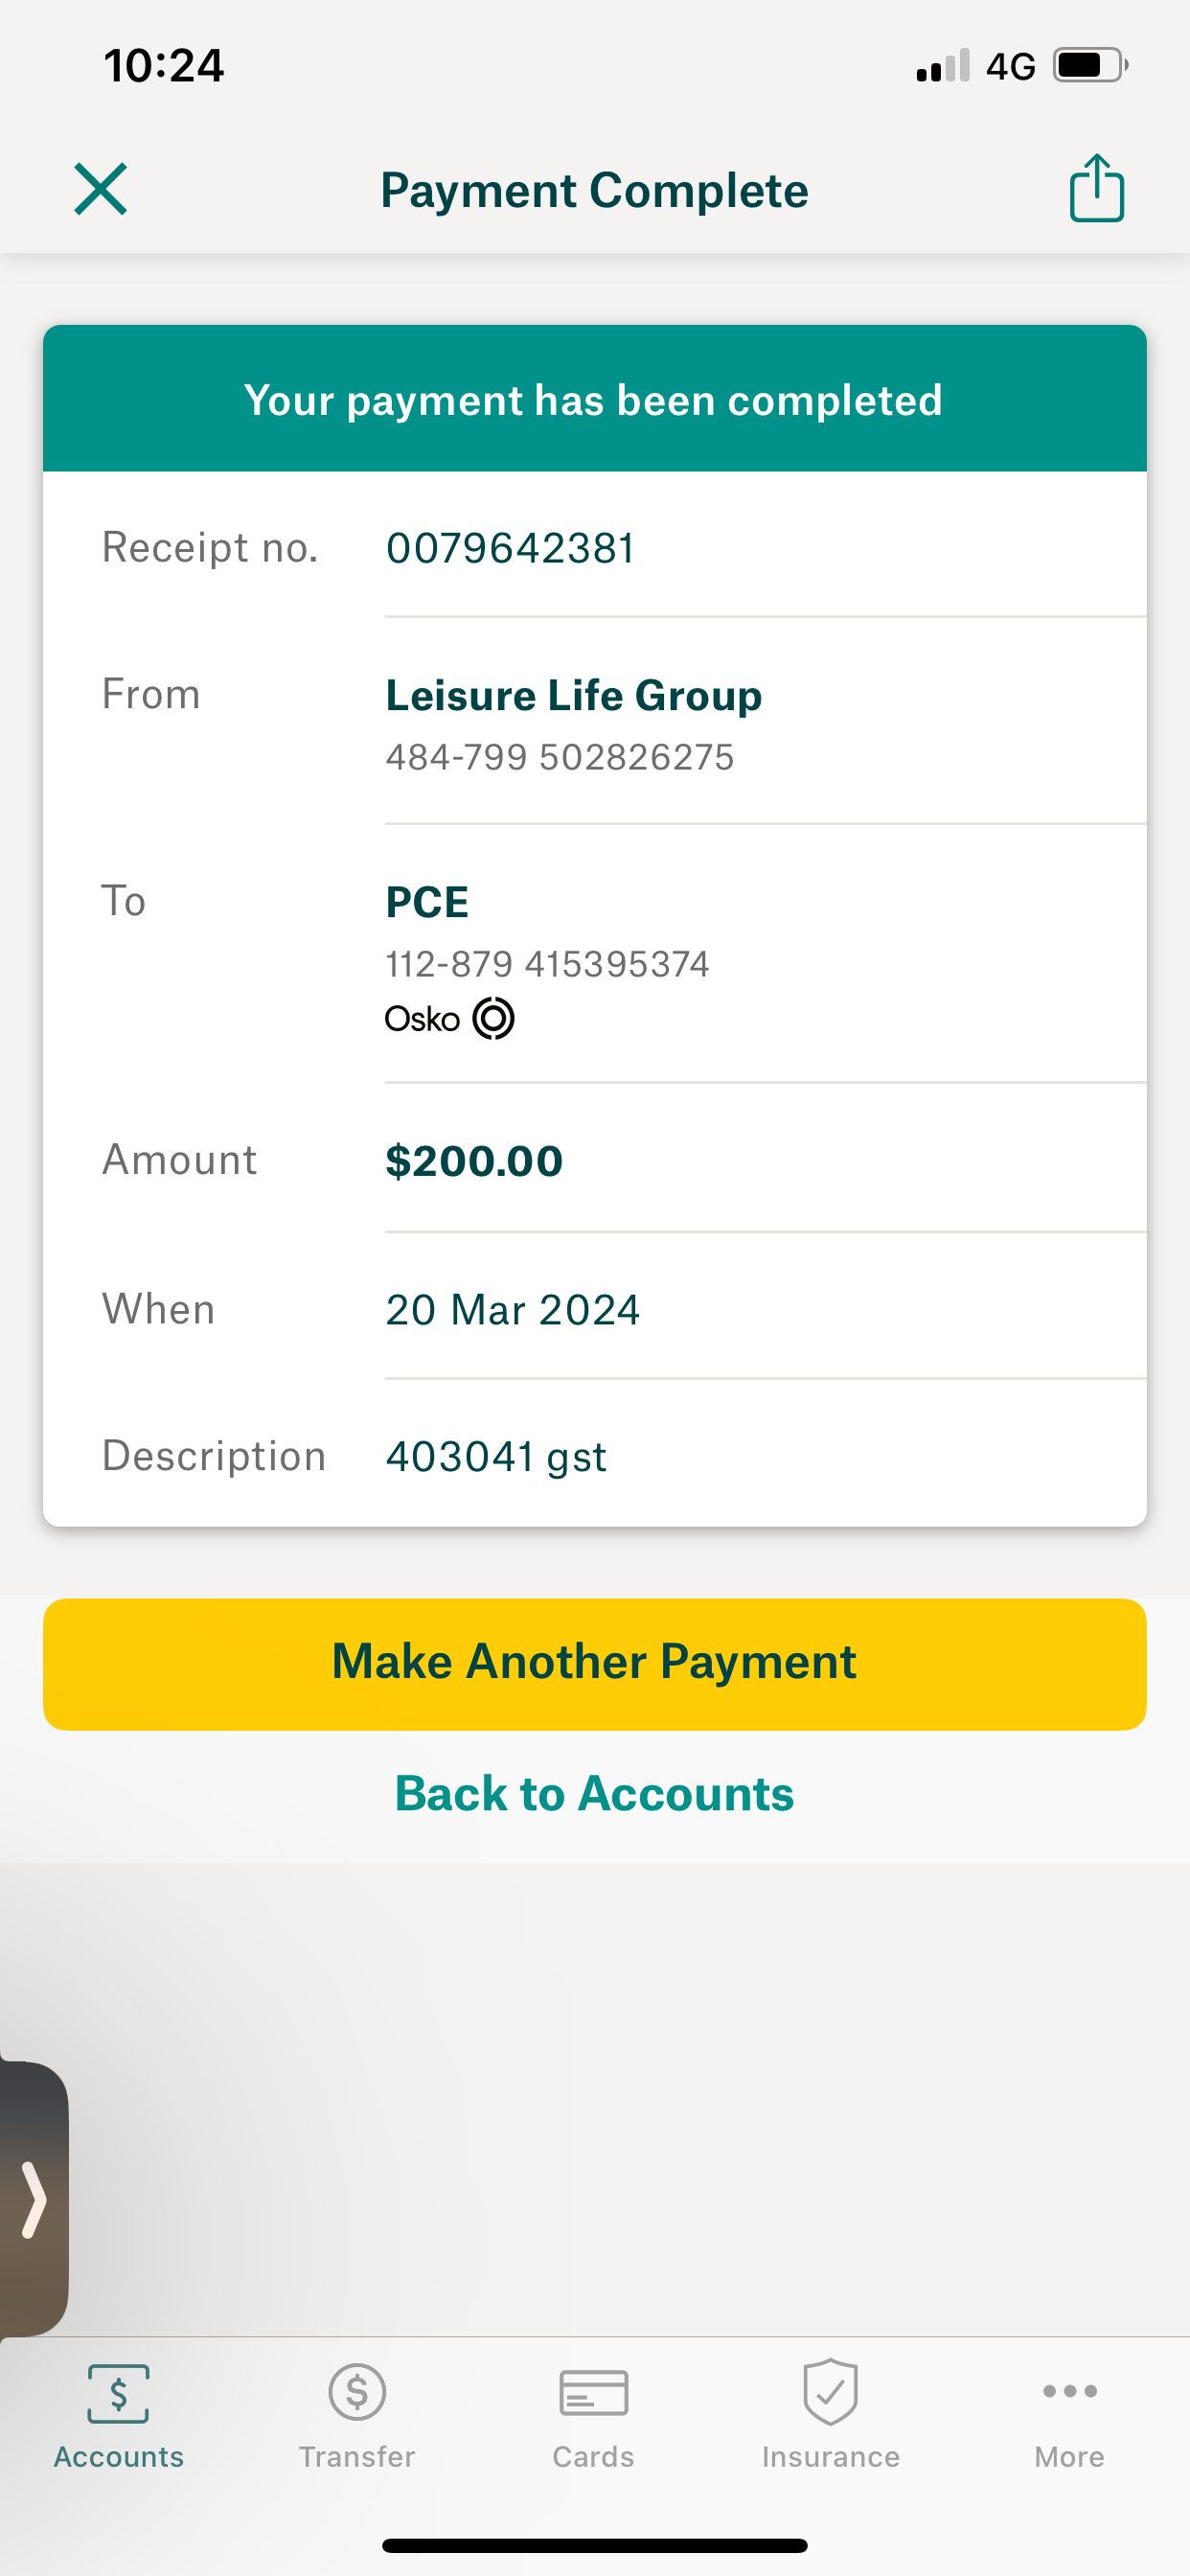 10:24
4G
Payment Complete
Your payment has been completed
Receipt no. 0079642381
From Leisure Life Group
484-799 502826275
To PCE
112-879 415395374
Osko
Amount $200.00
When 20 Mar 2024
Description 403041 gst
Make Another Payment
Back to Accounts
Accounts Transfer Cards Insurance More